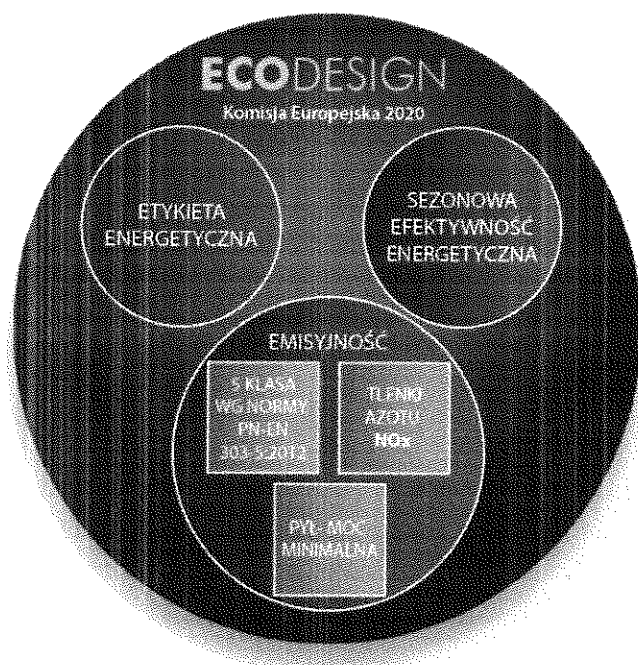 ECODESIGN
Komisja Europejska 2020
ETYKIETA
ENERGETYCZNA
SEZONOWA
EFEKTYWNOŚĆ
ENERGETYCZNA
EMISYJNOŚĆ
5 KLASA
WG NORMY
PN-EN
303-5:2012
TLENKI
AZOTU
NOx
PYŁ- MOC
MINIMALNA